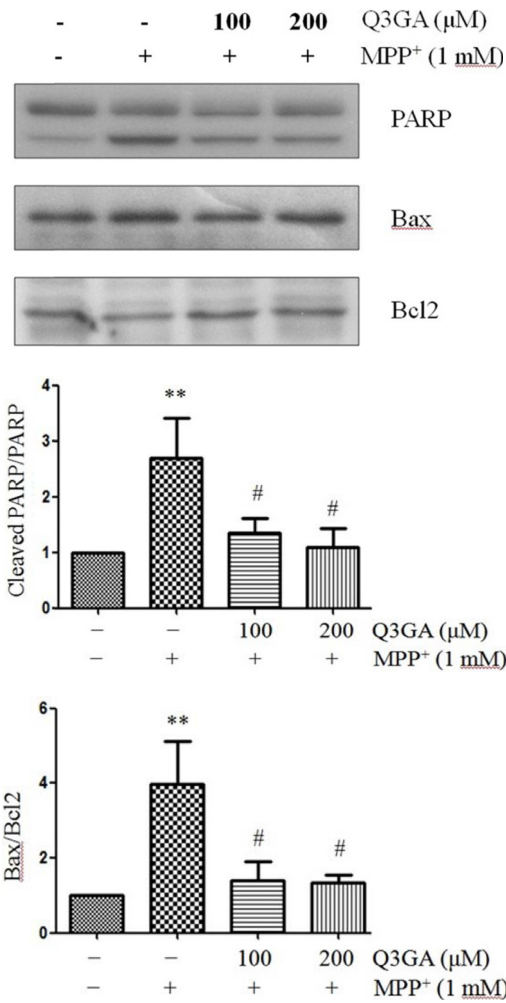 - - 100 200 Q3GA (μM)
- + + + MPP⁺ (1 mM)
PARP
Bax
Bcl2
4
**
3
2
#
#
1
0
Cleaved PARP/PARP
− − 100 200 Q3GA (μM)
− + + + MPP⁺ (1 mM)
6
**
4
2
#
#
0
Bax/Bcl2
− − 100 200 Q3GA (μM)
− + + + MPP⁺ (1 mM)